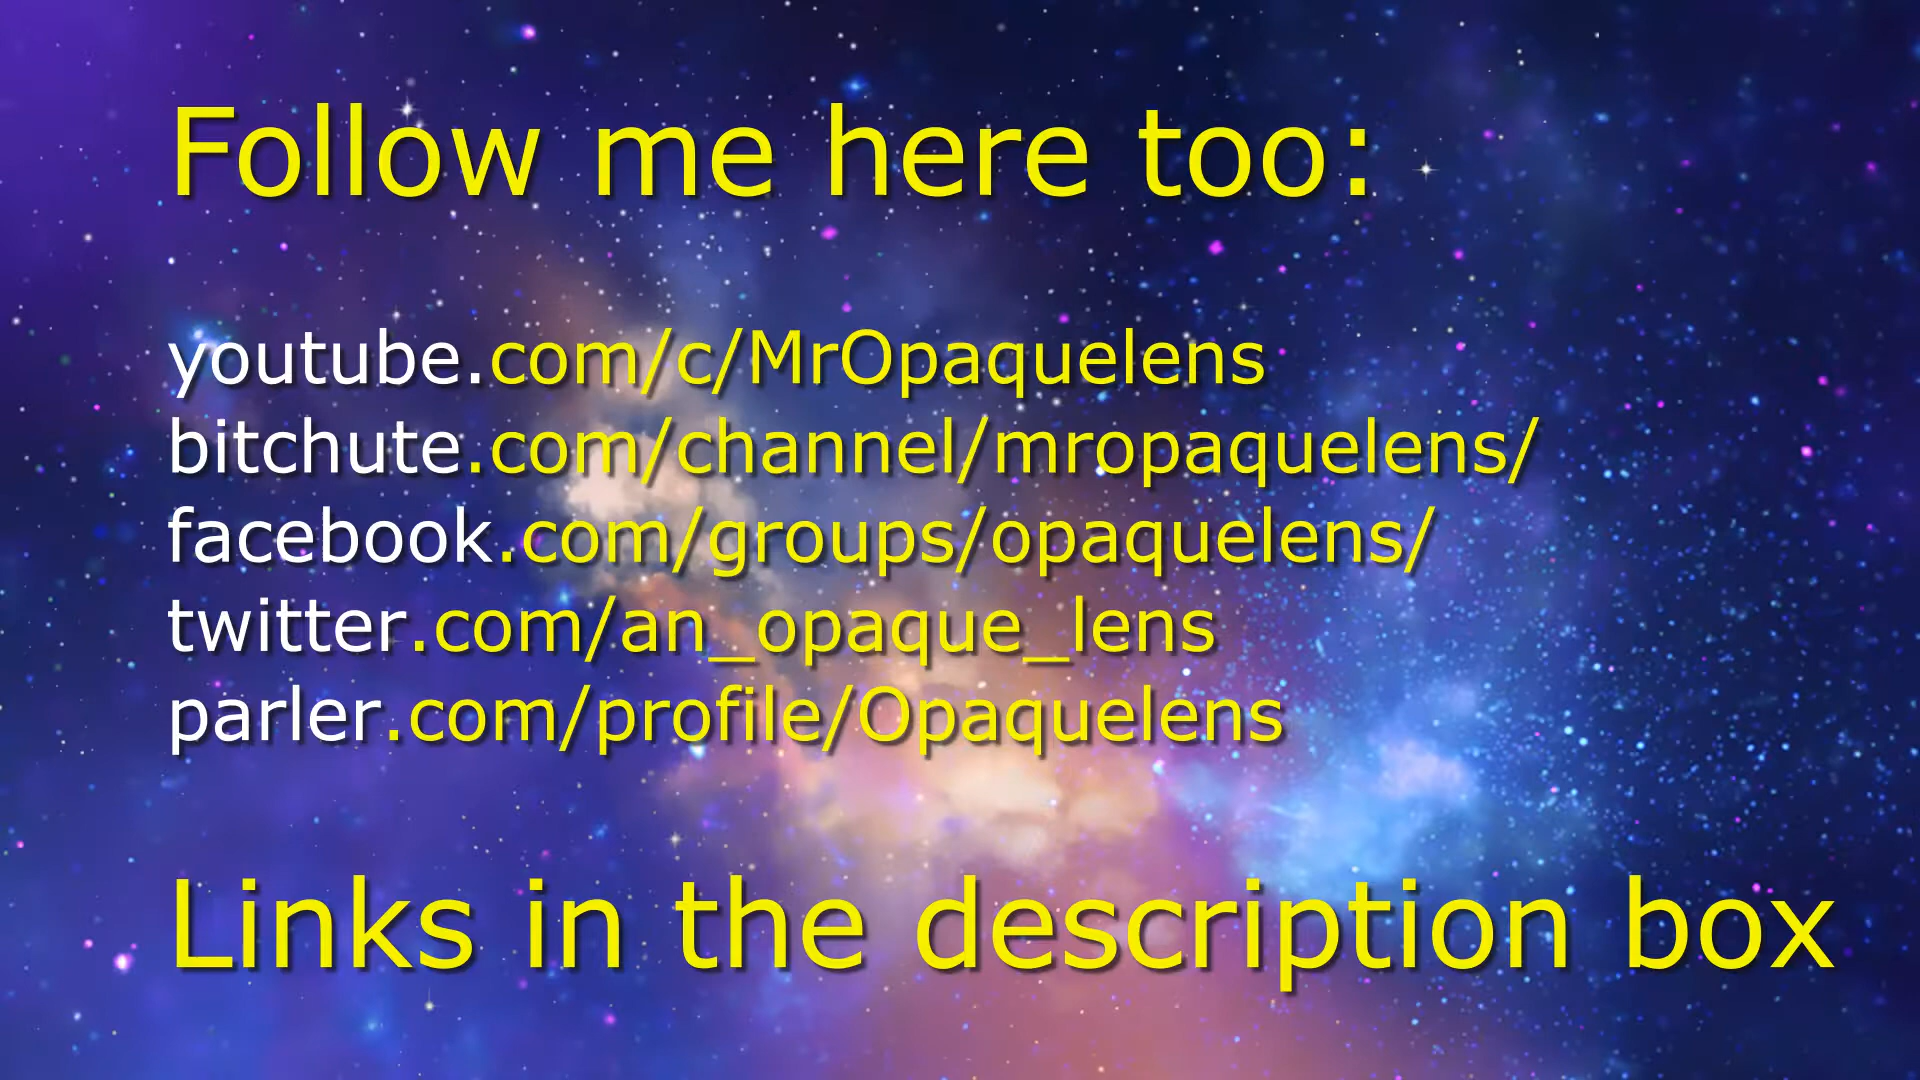 Follow me here too:
youtube.com/c/MrOpaquelens
bitchute.com/channel/mropaquelens/
facebook.com/groups/opaquelens/
twitter.com/an_opaque_lens
parler.com/profile/Opaquelens
Links in the description box